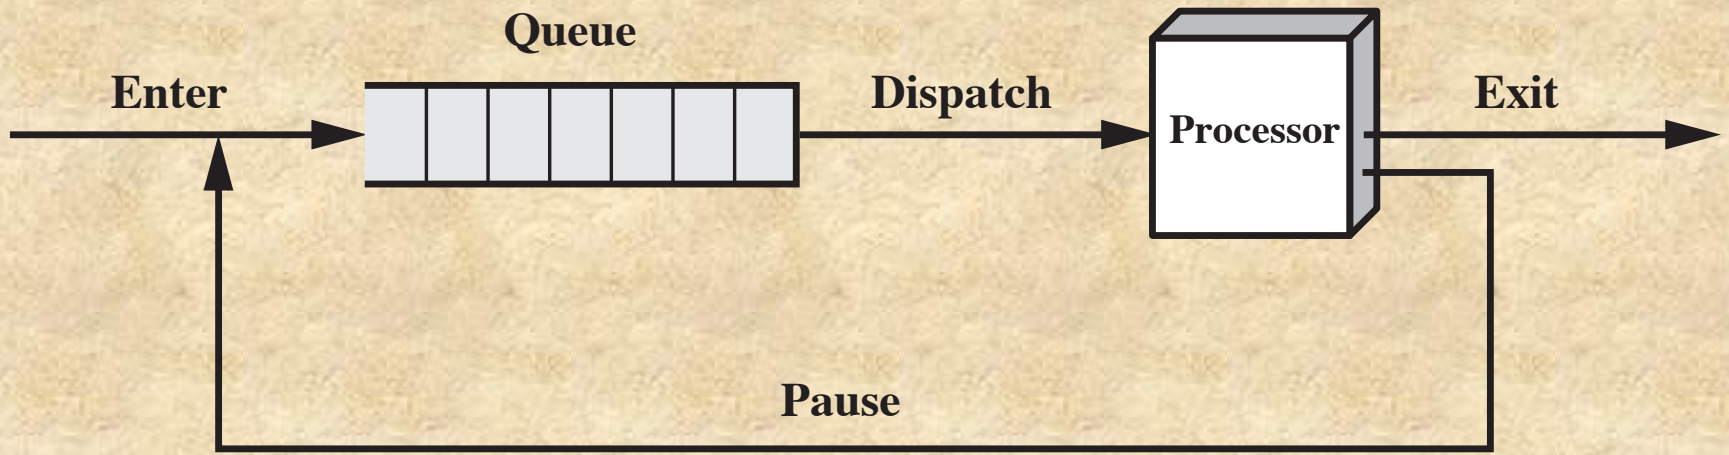 Queue
Enter
Dispatch
Exit
Processor
Pause